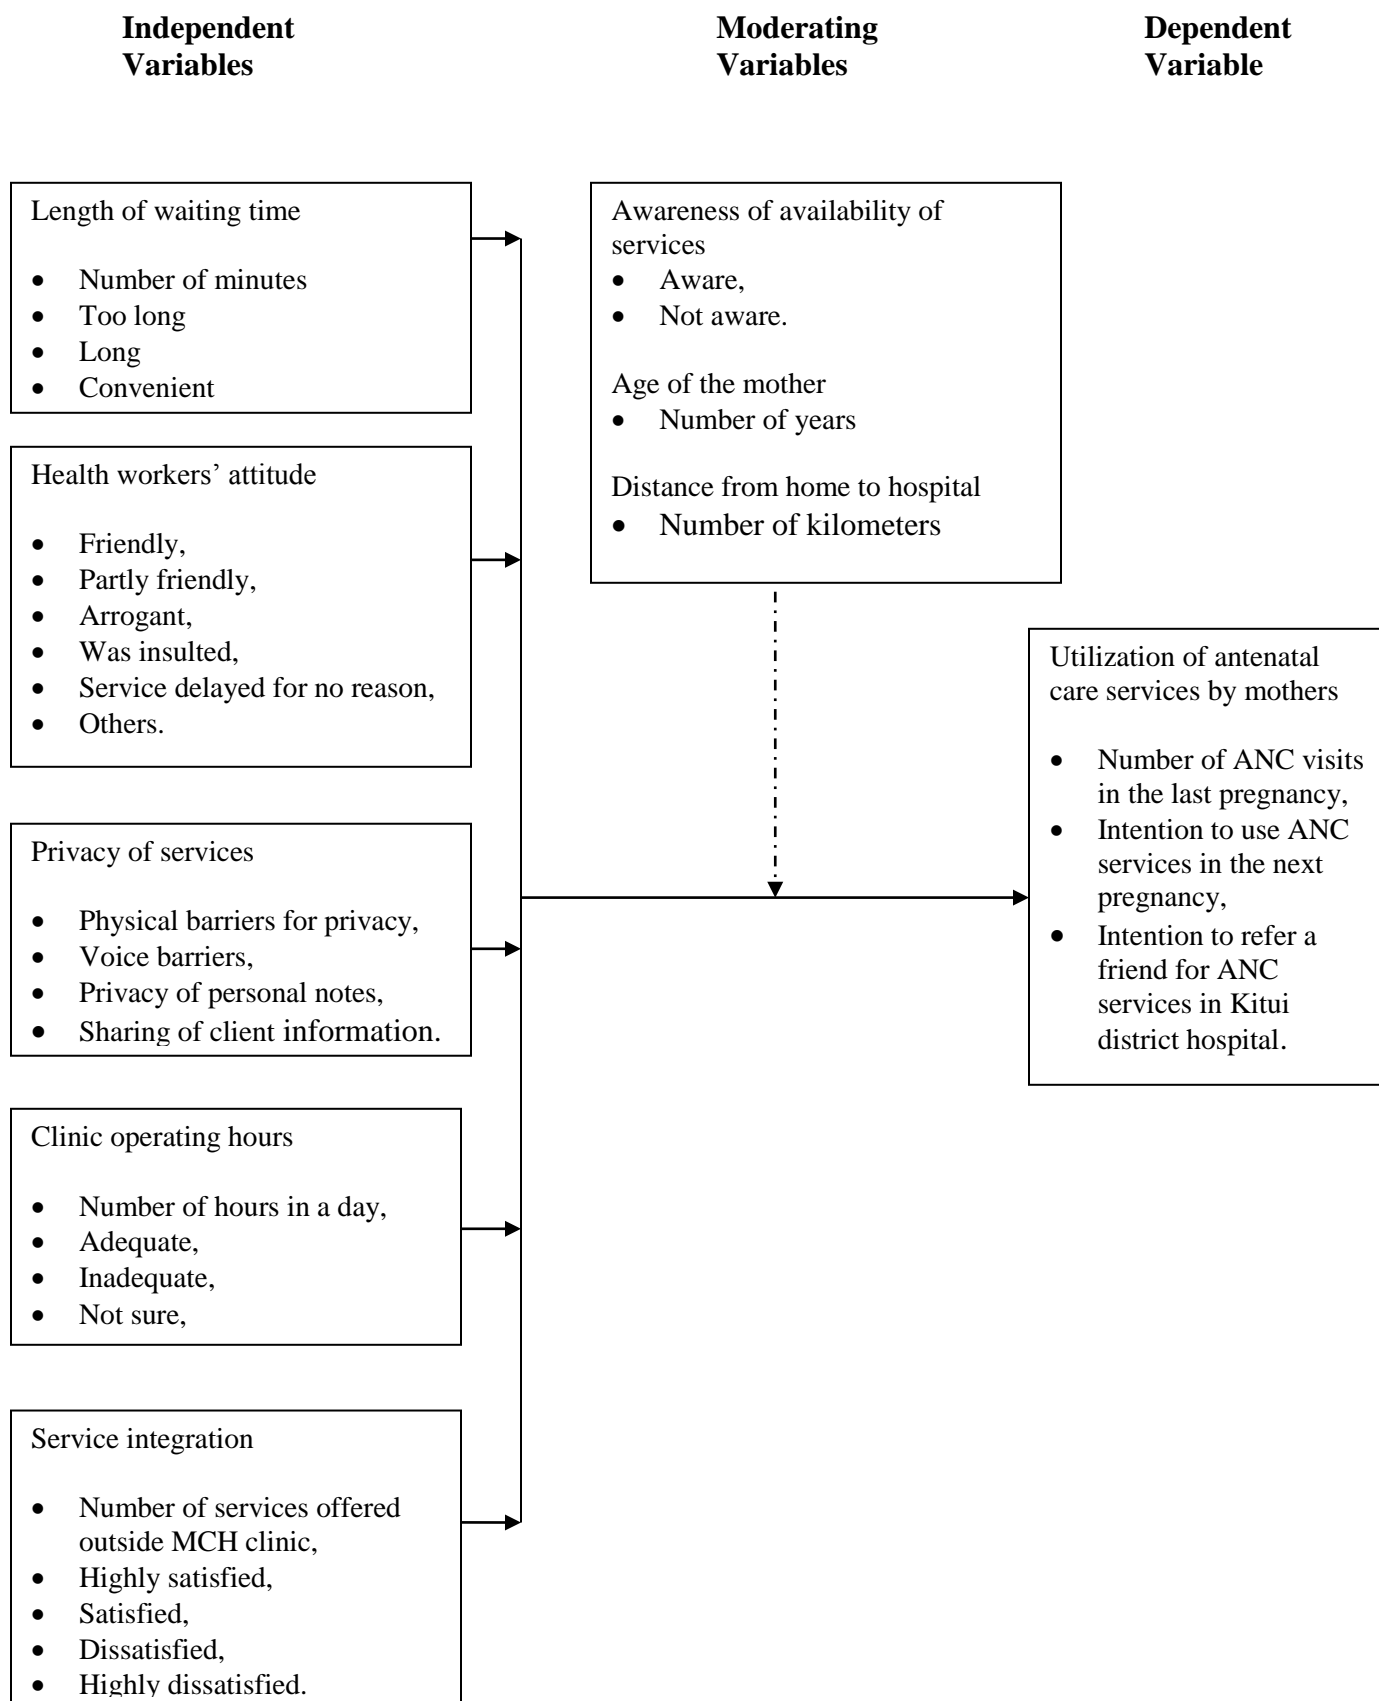 Independent
Variables
Moderating
Variables
Dependent
Variable
Length of waiting time
• Number of minutes
• Too long
• Long
• Convenient
Health workers’ attitude
• Friendly,
• Partly friendly,
• Arrogant,
• Was insulted,
• Service delayed for no reason,
• Others.
Privacy of services
• Physical barriers for privacy,
• Voice barriers,
• Privacy of personal notes,
• Sharing of client information.
Clinic operating hours
• Number of hours in a day,
• Adequate,
• Inadequate,
• Not sure,
Service integration
• Number of services offered
outside MCH clinic,
• Highly satisfied,
• Satisfied,
• Dissatisfied,
• Highly dissatisfied.
Awareness of availability of
services
• Aware,
• Not aware.
Age of the mother
• Number of years
Distance from home to hospital
• Number of kilometers
Utilization of antenatal
care services by mothers
• Number of ANC visits
in the last pregnancy,
• Intention to use ANC
services in the next
pregnancy,
• Intention to refer a
friend for ANC
services in Kitui
district hospital.